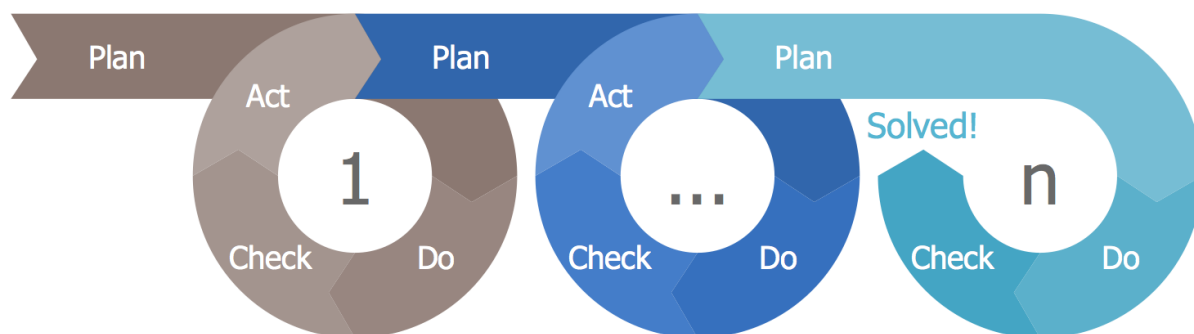 Plan
Act
1
Check
Do
Plan
Act
...
Check
Do
Plan
Solved!
n
Check
Do